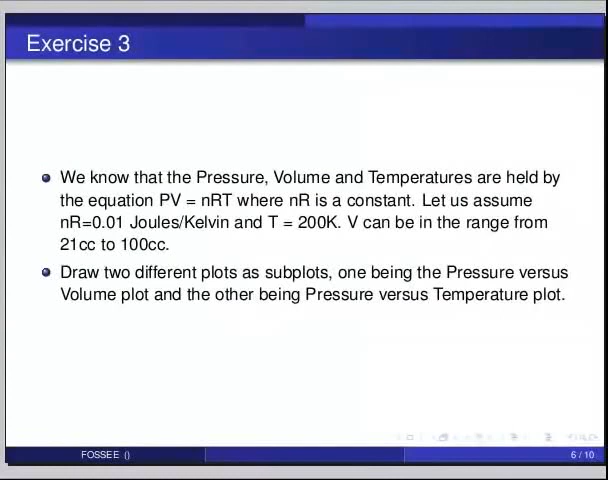 Exercise 3
We know that the Pressure, Volume and Temperatures are held by
the equation PV = nRT where nR is a constant. Let us assume
nR=0.01 Joules/Kelvin and T = 200K. V can be in the range from
21cc to 100cc.
Draw two different plots as subplots, one being the Pressure versus
Volume plot and the other being Pressure versus Temperature plot.
FOSSEE ()
6 / 10